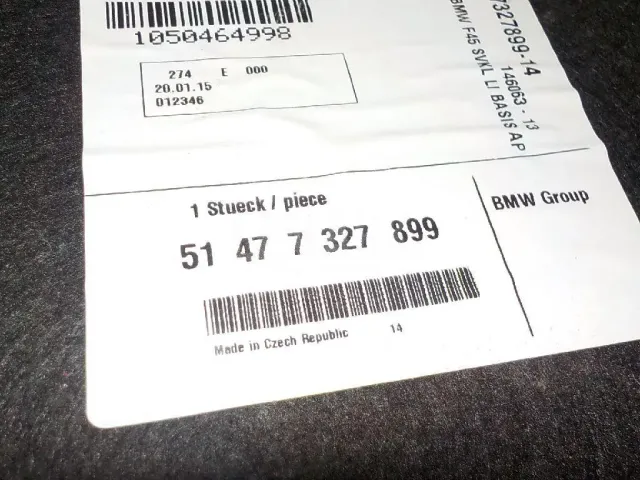 1050464998
274 E 000
20.01.15
012346
7327899-14
146063 - 13
BMW F45 SVKL LI BASIS AP
1 Stueck / piece
51 47 7 327 899
Made in Czech Republic 14
BMW Group